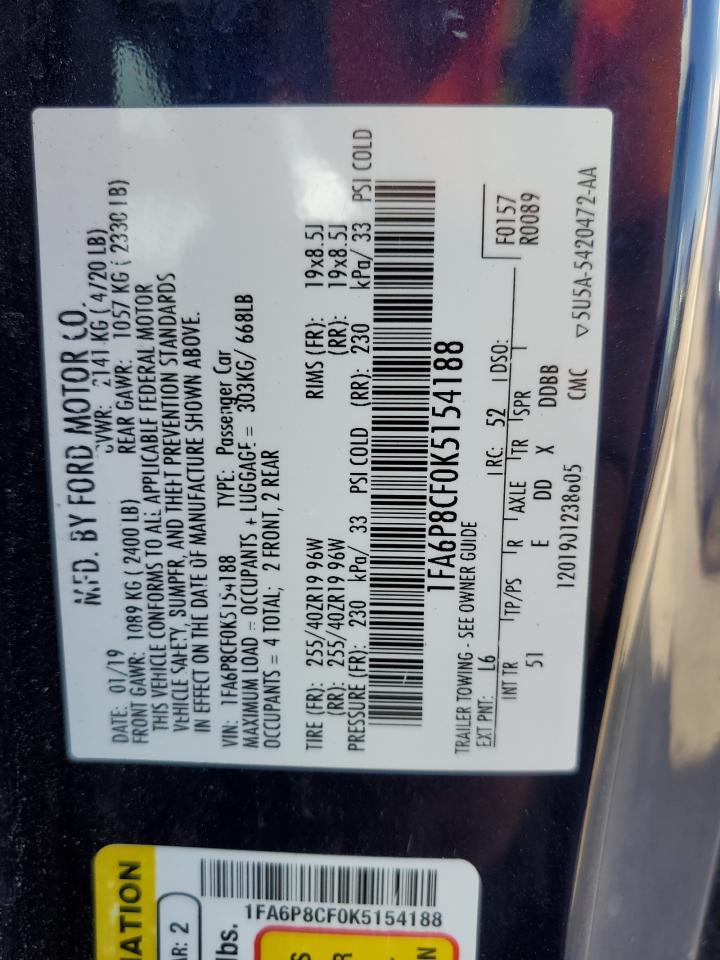 MFD. BY FORD MOTOR CO.
DATE: 01/19 GVWR: 2141 KG ( 4720 LB)
FRONT GAWR: 1089 KG ( 2400 LB) REAR GAWR: 1057 KG ( 2330 LB)
THIS VEHICLE CONFORMS TO ALL APPLICABLE FEDERAL MOTOR
VEHICLE SAFETY, BUMPER, AND THEFT PREVENTION STANDARDS
IN EFFECT ON THE DATE OF MANUFACTURE SHOWN ABOVE.
VIN: 1FA6P8CF0K5154188 TYPE: Passenger Car
MAXIMUM LOAD = OCCUPANTS + LUGGAGE = 303KG/ 668LB
OCCUPANTS = 4 TOTAL; 2 FRONT, 2 REAR
TIRE (FR): 255/40ZR19 96W RIMS (FR): 19x8.5J
(RR): 255/40ZR19 96W (RR): 19x8.5J
PRESSURE (FR): 230 kPa/ 33 PSI COLD (RR): 230 kPa/ 33 PSI COLD
1FA6P8CF0K5154188
TRAILER TOWING - SEE OWNER GUIDE
EXT PNT: L6 RC: 52 DSO:
INT TR TP/PS R AXLE TR SPR
51 E DD X DDBB
F0157
R0089
1201901238605 CMC
▽5U5A-5420472-AA
MATION
AR: 2
lbs.
1FA6P8CF0K5154188
S
R
N